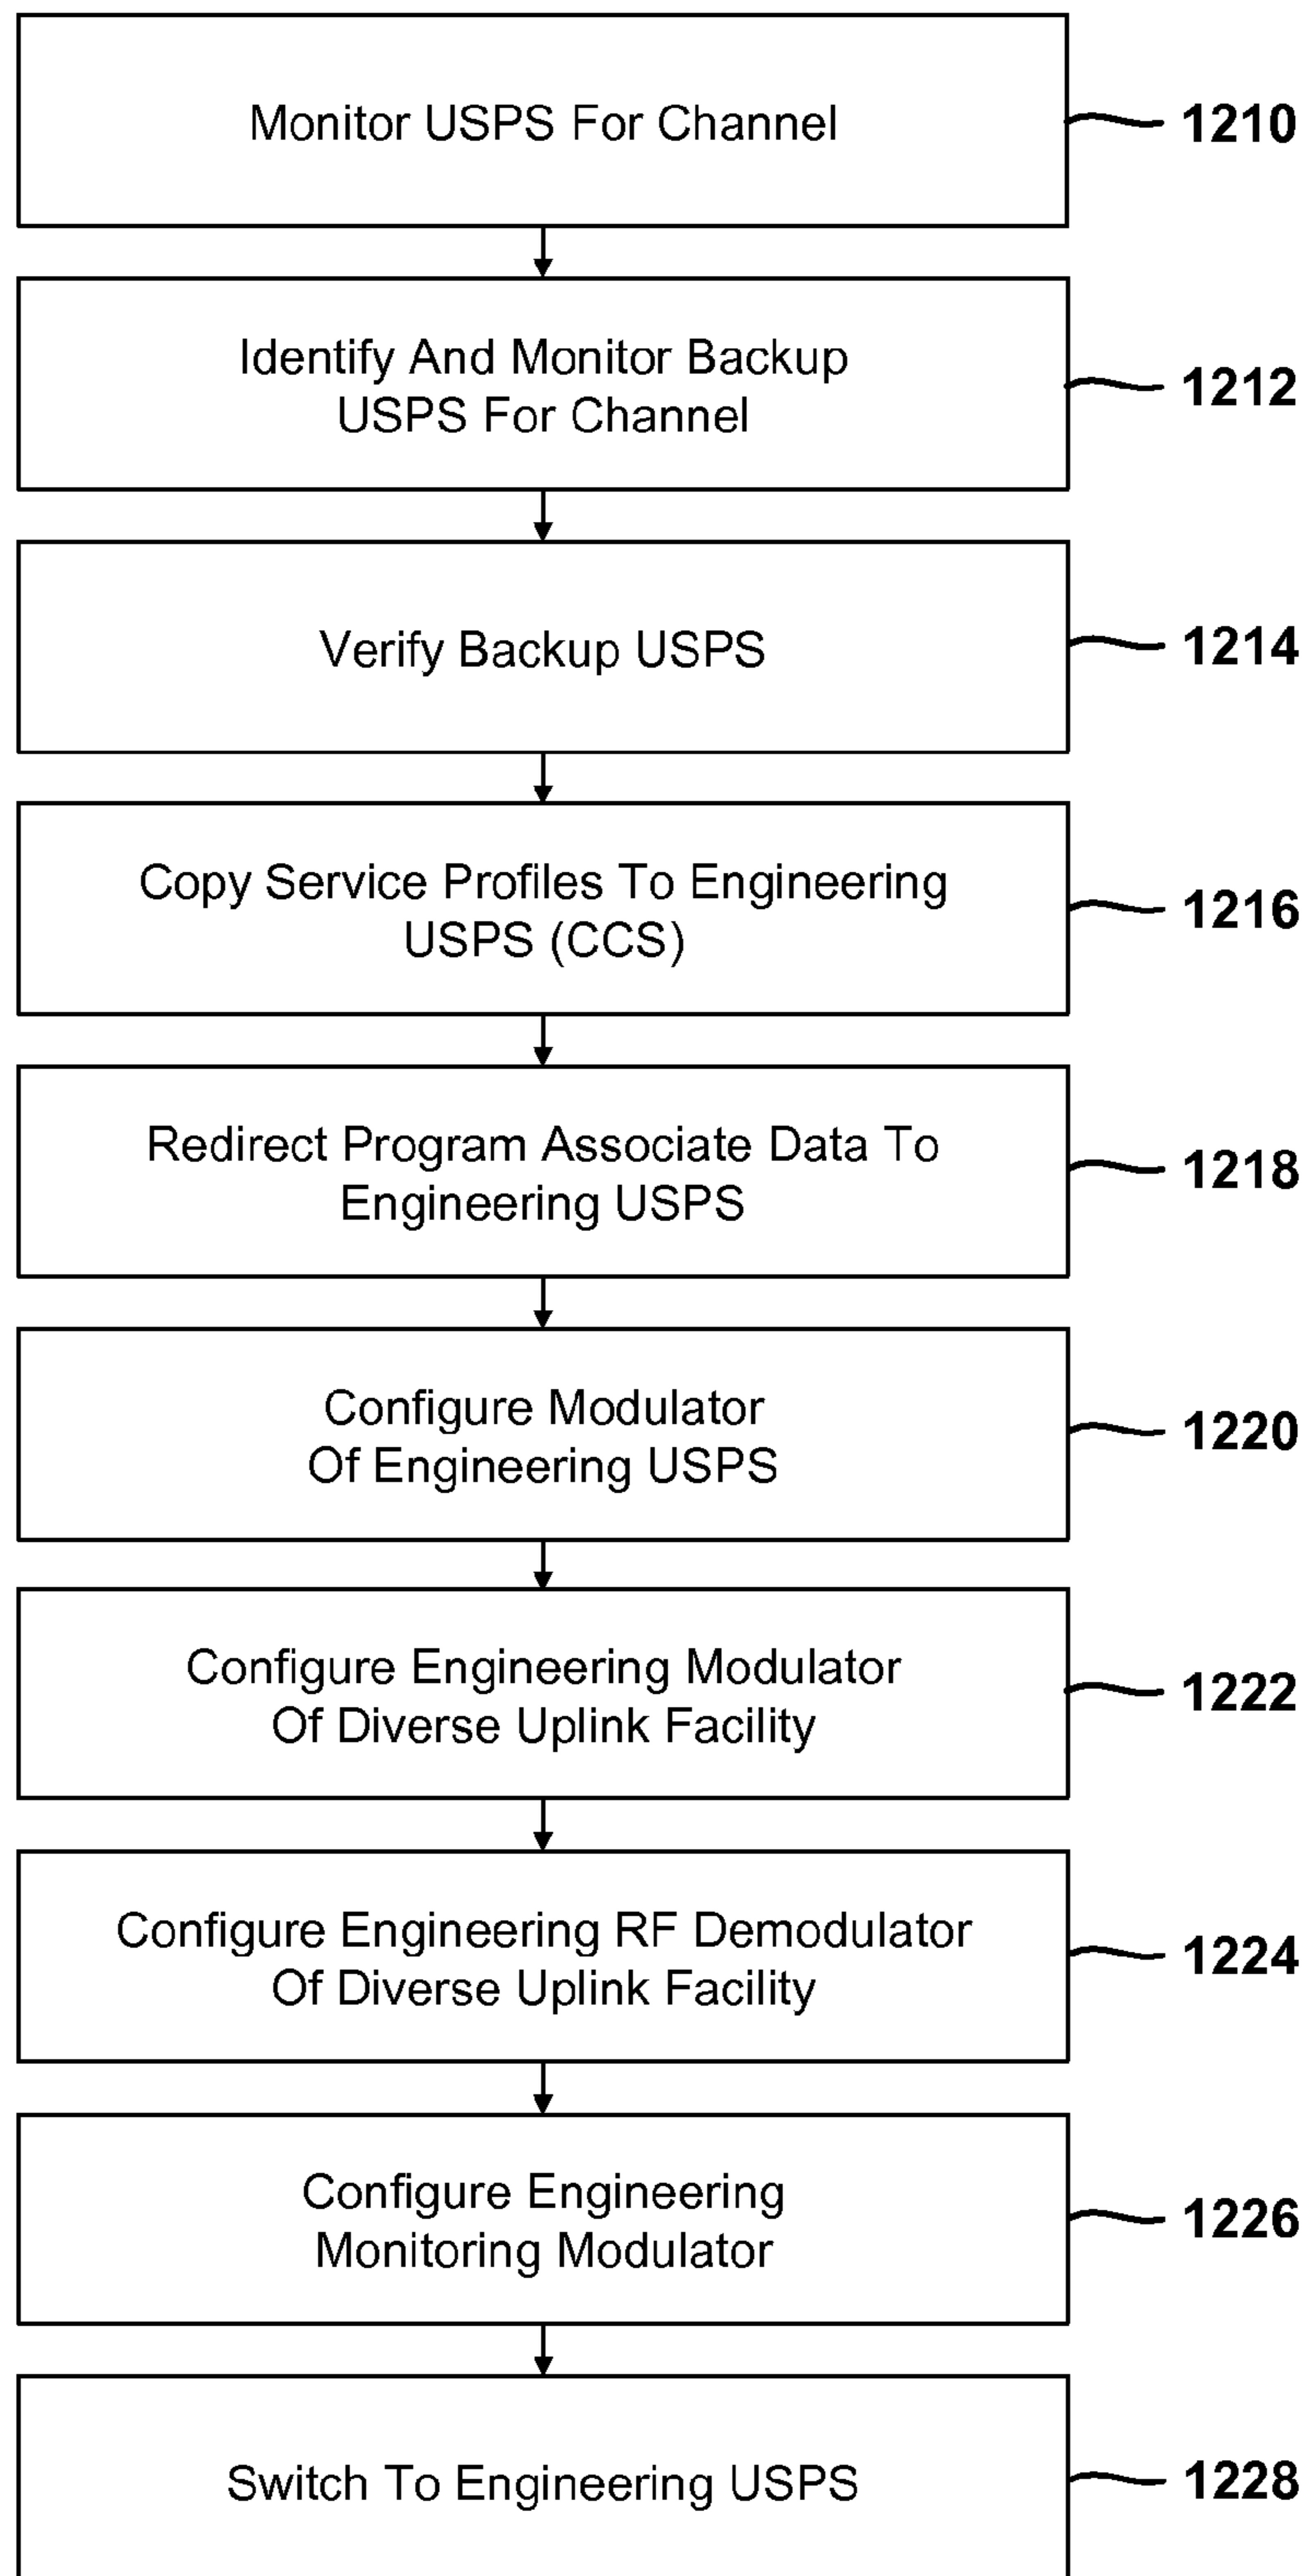 Monitor USPS For Channel
1210
Identify And Monitor Backup
USPS For Channel
1212
Verify Backup USPS
1214
Copy Service Profiles To Engineering
USPS (CCS)
1216
Redirect Program Associate Data To
Engineering USPS
1218
Configure Modulator
Of Engineering USPS
1220
Configure Engineering Modulator
Of Diverse Uplink Facility
1222
Configure Engineering RF Demodulator
Of Diverse Uplink Facility
1224
Configure Engineering
Monitoring Modulator
1226
Switch To Engineering USPS
1228